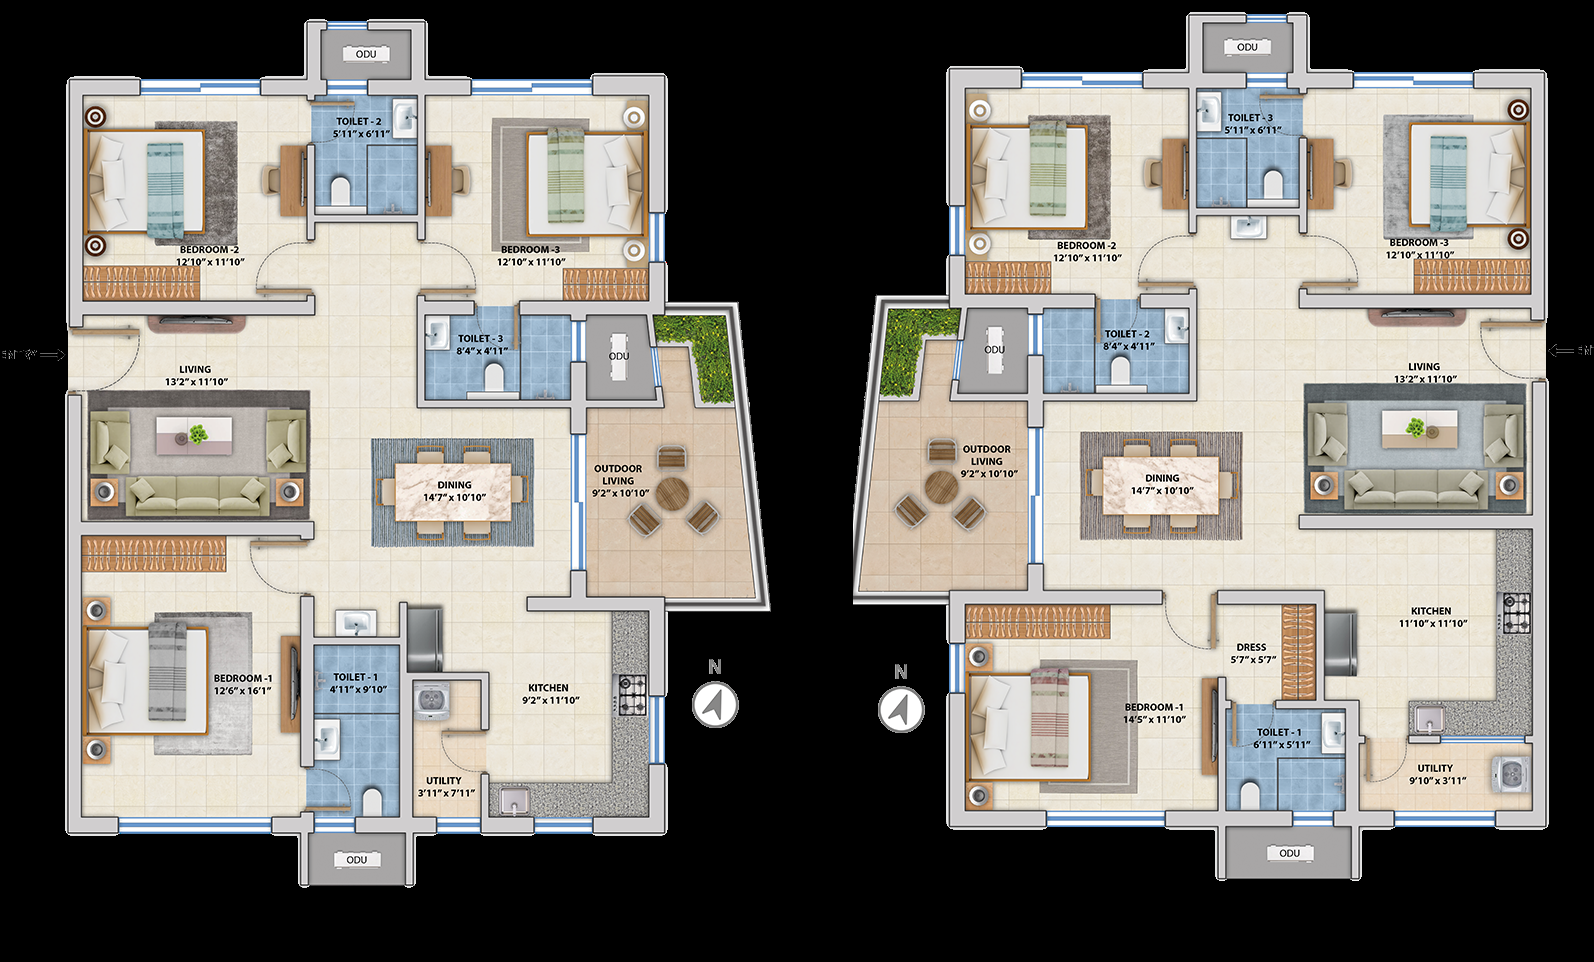 ODU
TOILET - 2
5'11" x 6'11"
BEDROOM -2
12'10" x 11'10"
BEDROOM -3
12'10" x 11'10"
ENTRY
LIVING
13'2" x 11'10"
TOILET - 3
8'4" x 4'11"
ODU
DINING
14'7" x 10'10"
OUTDOOR
LIVING
9'2" x 10'10"
BEDROOM -1
12'6" x 16'1"
TOILET - 1
4'11" x 9'10"
KITCHEN
9'2" x 11'10"
UTILITY
3'11" x 7'11"
ODU
N
ODU
TOILET - 3
5'11" x 6'11"
BEDROOM -2
12'10" x 11'10"
BEDROOM -3
12'10" x 11'10"
ODU
TOILET - 2
8'4" x 4'11"
LIVING
13'2" x 11'10"
OUTDOOR
LIVING
9'2" x 10'10"
DINING
14'7" x 10'10"
KITCHEN
11'10" x 11'10"
DRESS
5'7" x 5'7"
BEDROOM -1
14'5" x 11'10"
TOILET - 1
6'11" x 5'11"
UTILITY
9'10" x 3'11"
ODU
N